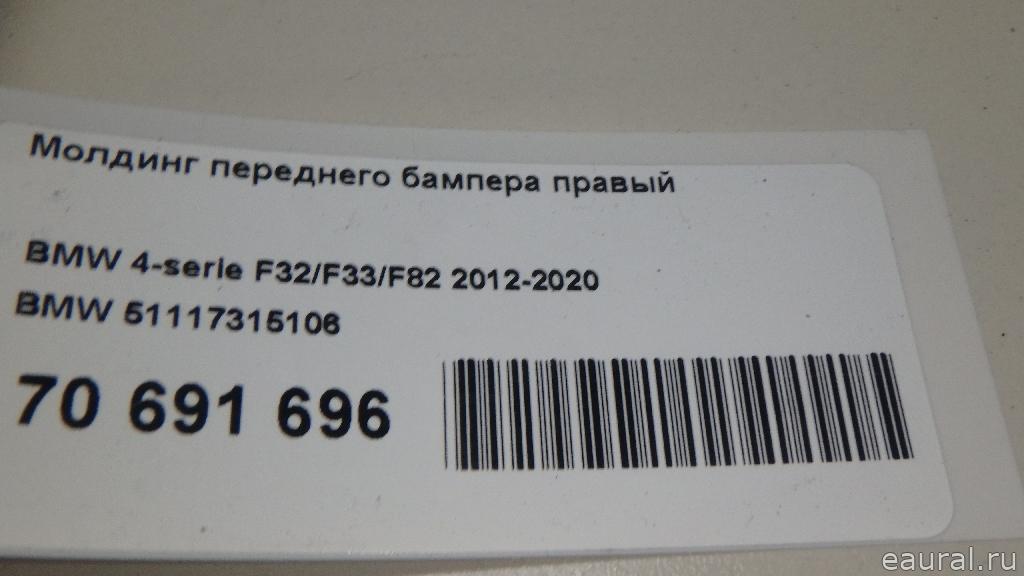 Молдинг переднего бампера правый
BMW 4-serie F32/F33/F82 2012-2020
BMW 51117315106
70 691 696
eaural.ru